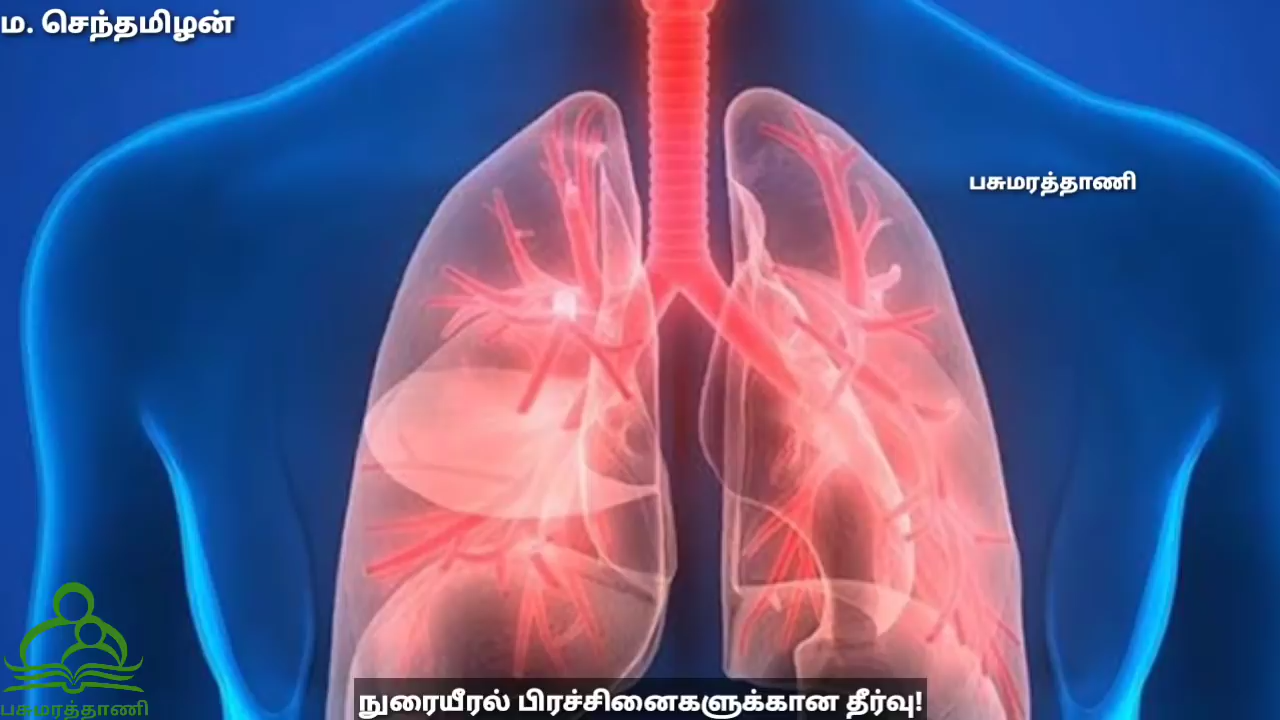 ம. செந்தமிழன்
பசுமரத்தாணி
பசுமரத்தாணி
நுரையீரல் பிரச்சினைகளுக்கான தீர்வு!